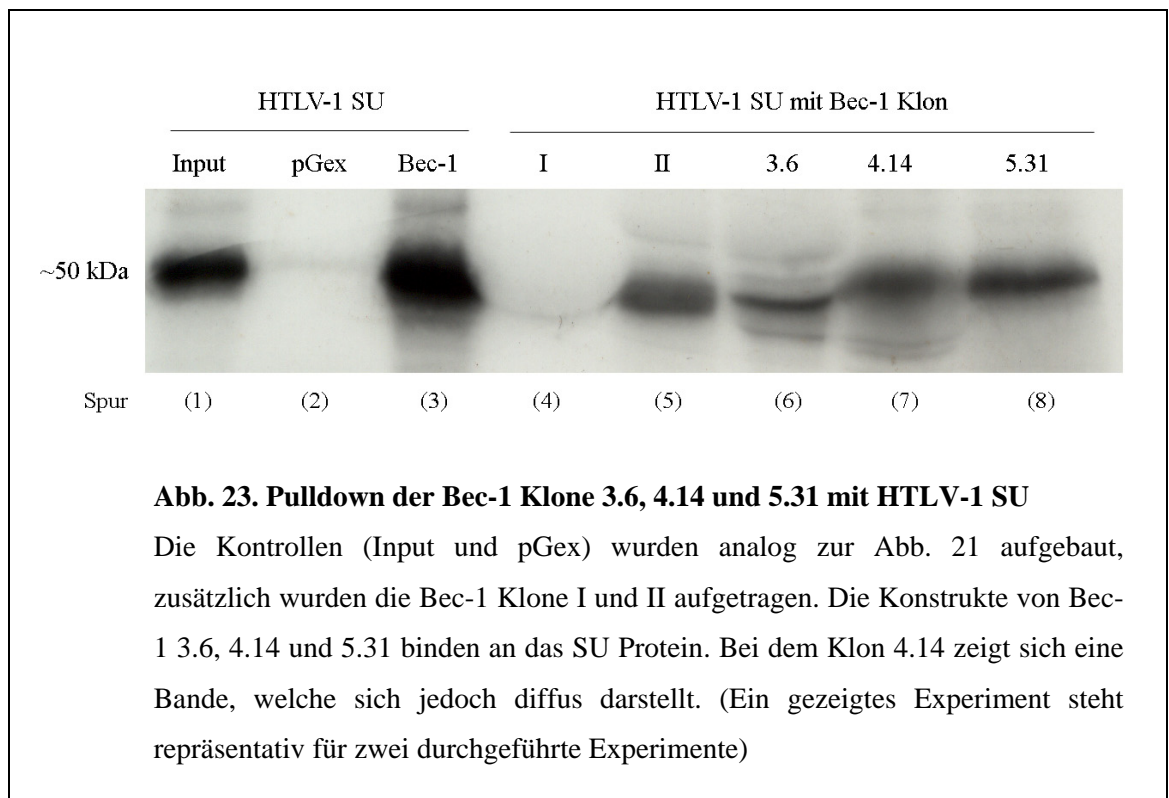 HTLV-1 SU HTLV-1 SU mit Bec-1 Klon
Input pGex Bec-1 I II 3.6 4.14 5.31
~50 kDa
Spur (1) (2) (3) (4) (5) (6) (7) (8)
Abb. 23. Pulldown der Bec-1 Klone 3.6, 4.14 und 5.31 mit HTLV-1 SU
Die Kontrollen (Input und pGex) wurden analog zur Abb. 21 aufgebaut,
zusätzlich wurden die Bec-1 Klone I und II aufgetragen. Die Konstrukte von Bec-
1 3.6, 4.14 und 5.31 binden an das SU Protein. Bei dem Klon 4.14 zeigt sich eine
Bande, welche sich jedoch diffus darstellt. (Ein gezeigtes Experiment steht
repräsentativ für zwei durchgeführte Experimente)